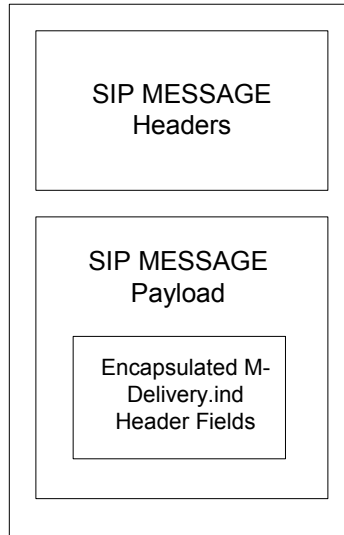 SIP MESSAGE
Headers
SIP MESSAGE
Payload
Encapsulated M-
Delivery.ind
Header Fields